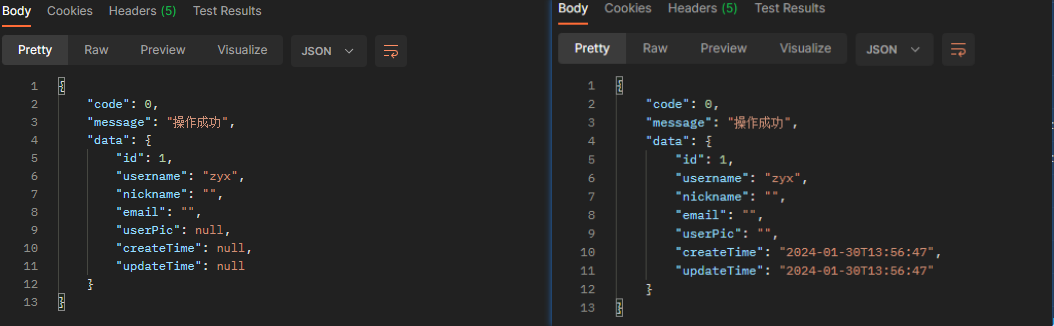 Body Cookies Headers (5) Test Results
Pretty Raw Preview Visualize JSON
1 {
2 "code": 0,
3 "message": "操作成功",
4 "data": {
5 "id": 1,
6 "username": "zyx",
7 "nickname": "",
8 "email": "",
9 "userPic": null,
10 "createTime": null,
11 "updateTime": null
12 }
13 }
Body Cookies Headers (5) Test Results
Pretty Raw Preview Visualize JSON
1 {
2 "code": 0,
3 "message": "操作成功",
4 "data": {
5 "id": 1,
6 "username": "zyx",
7 "nickname": "",
8 "email": "",
9 "userPic": "",
10 "createTime": "2024-01-30T13:56:47",
11 "updateTime": "2024-01-30T13:56:47"
12 }
13 }